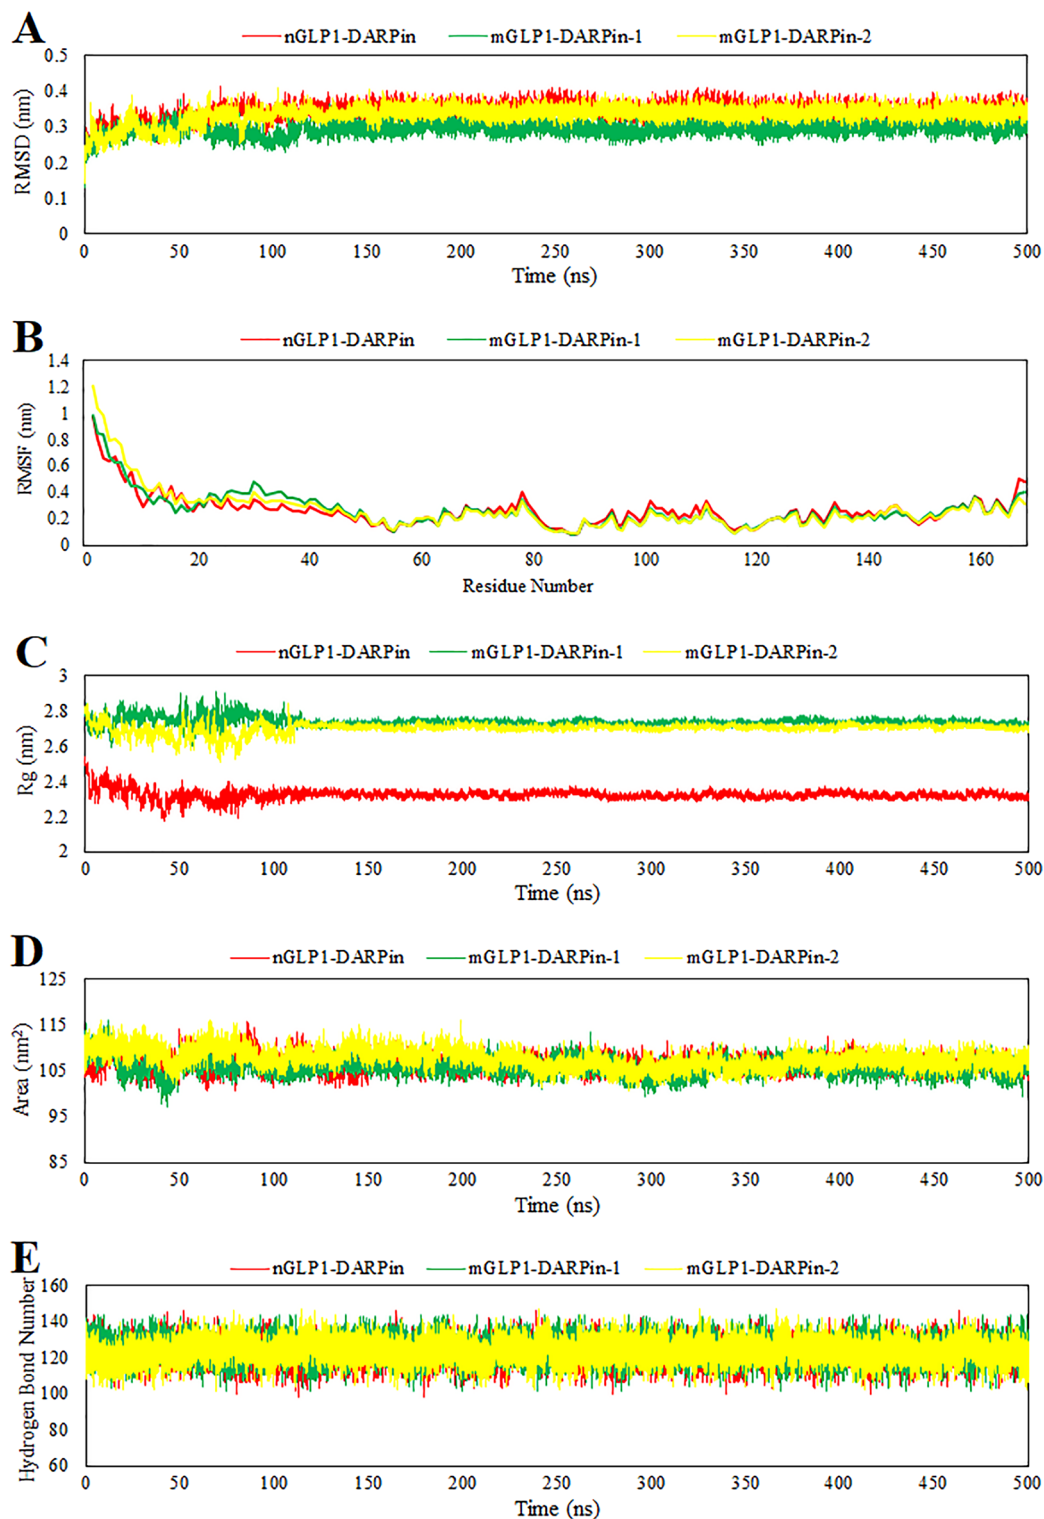 A
nGLP1-DARPin mGLP1-DARPin-1 mGLP1-DARPin-2
RMSD (nm)
0.5
0.4
0.3
0.2
0.1
0
0 50 100 150 200 250 300 350 400 450 500
Time (ns)
B
nGLP1-DARPin mGLP1-DARPin-1 mGLP1-DARPin-2
RMSF (nm)
1.4
1.2
1
0.8
0.6
0.4
0.2
0
0 20 40 60 80 100 120 140 160
Residue Number
C
nGLP1-DARPin mGLP1-DARPin-1 mGLP1-DARPin-2
Rg (nm)
3
2.8
2.6
2.4
2.2
2
0 50 100 150 200 250 300 350 400 450 500
Time (ns)
D
nGLP1-DARPin mGLP1-DARPin-1 mGLP1-DARPin-2
Area (nm²)
125
115
105
95
85
0 50 100 150 200 250 300 350 400 450 500
Time (ns)
E
nGLP1-DARPin mGLP1-DARPin-1 mGLP1-DARPin-2
Hydrogen Bond Number
160
140
120
100
80
60
0 50 100 150 200 250 300 350 400 450 500
Time (ns)